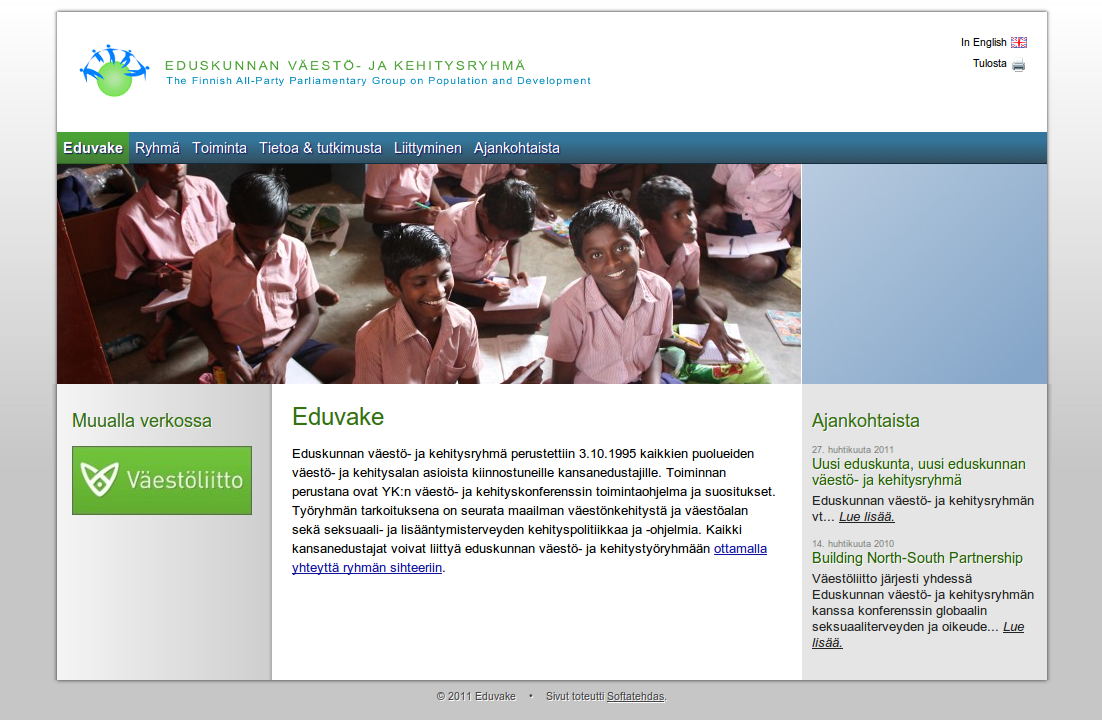 In English
Tulosta
EDUSKUNNAN VÄESTÖ- JA KEHITYSRYHMÄ
The Finnish All-Party Parliamentary Group on Population and Development
Eduvake Ryhmä Toiminta Tietoa & tutkimusta Liittyminen Ajankohtaista
Muualla verkossa
Väestöliitto
Eduvake
Eduskunnan väestö- ja kehitysryhmä perustettiin 3.10.1995 kaikkien puolueiden
väestö- ja kehitysalan asioista kiinnostuneille kansanedustajille. Toiminnan
perustana ovat YK:n väestö- ja kehityskonferenssin toimintaohjelma ja suositukset.
Työryhmän tarkoituksena on seurata maailman väestönkehitystä ja väestöalan
sekä seksuaali- ja lisääntymisterveyden kehityspolitiikkaa ja -ohjelmia. Kaikki
kansanedustajat voivat liittyä eduskunnan väestö- ja kehitystyöryhmään ottamalla
yhteyttä ryhmän sihteeriin.
Ajankohtaista
27. huhtikuuta 2011
Uusi eduskunta, uusi eduskunnan
väestö- ja kehitysryhmä
Eduskunnan väestö- ja kehitysryhmän
vt... Lue lisää.
14. huhtikuuta 2010
Building North-South Partnership
Väestöliitto järjesti yhdessä
Eduskunnan väestö- ja kehitysryhmän
kanssa konferenssin globaalin
seksuaaliterveyden ja oikeude... Lue
lisää.
© 2011 Eduvake • Sivut toteutti Softatehdas.